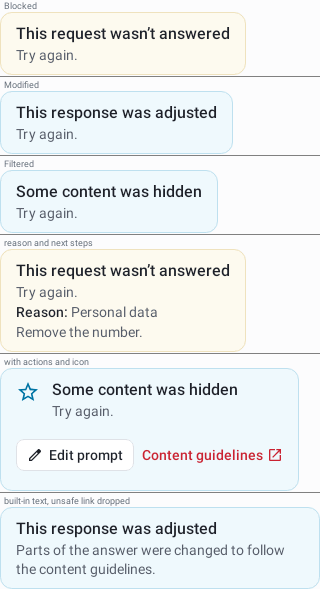 Blocked
This request wasn’t answered
Try again.
Modified
This response was adjusted
Try again.
Filtered
Some content was hidden
Try again.
reason and next steps
This request wasn’t answered
Try again.
Reason: Personal data
Remove the number.
with actions and icon
Some content was hidden
Try again.
Edit prompt Content guidelines
built-in text, unsafe link dropped
This response was adjusted
Parts of the answer were changed to follow
the content guidelines.